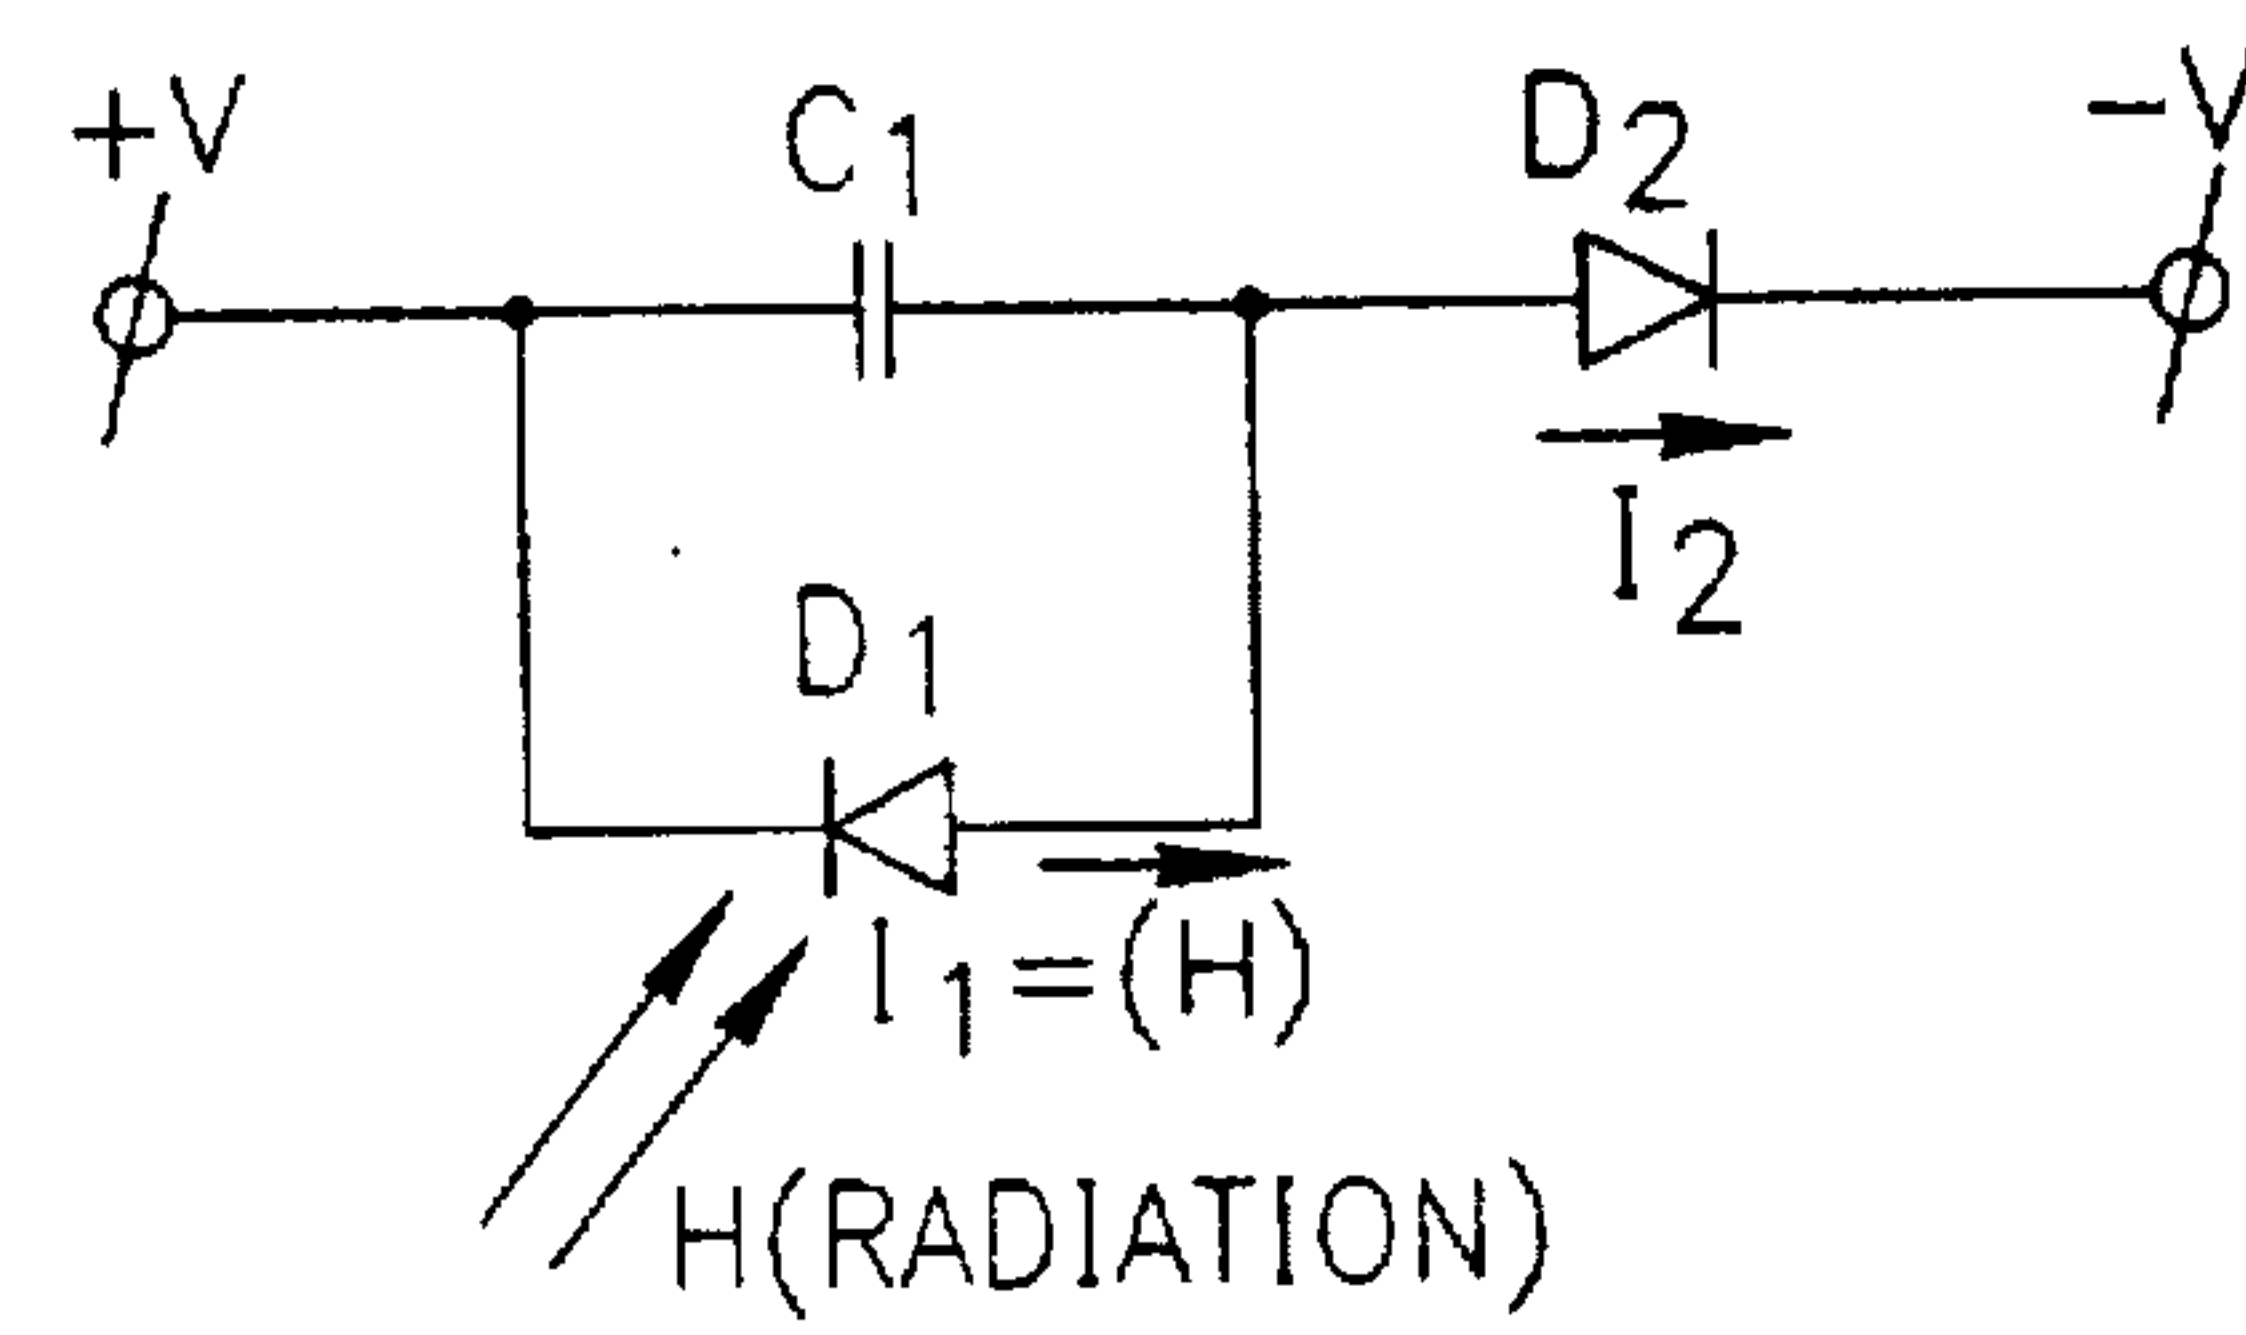 +V
C1
D2
-V
I2
D1
I1=(H)
H(RADIATION)